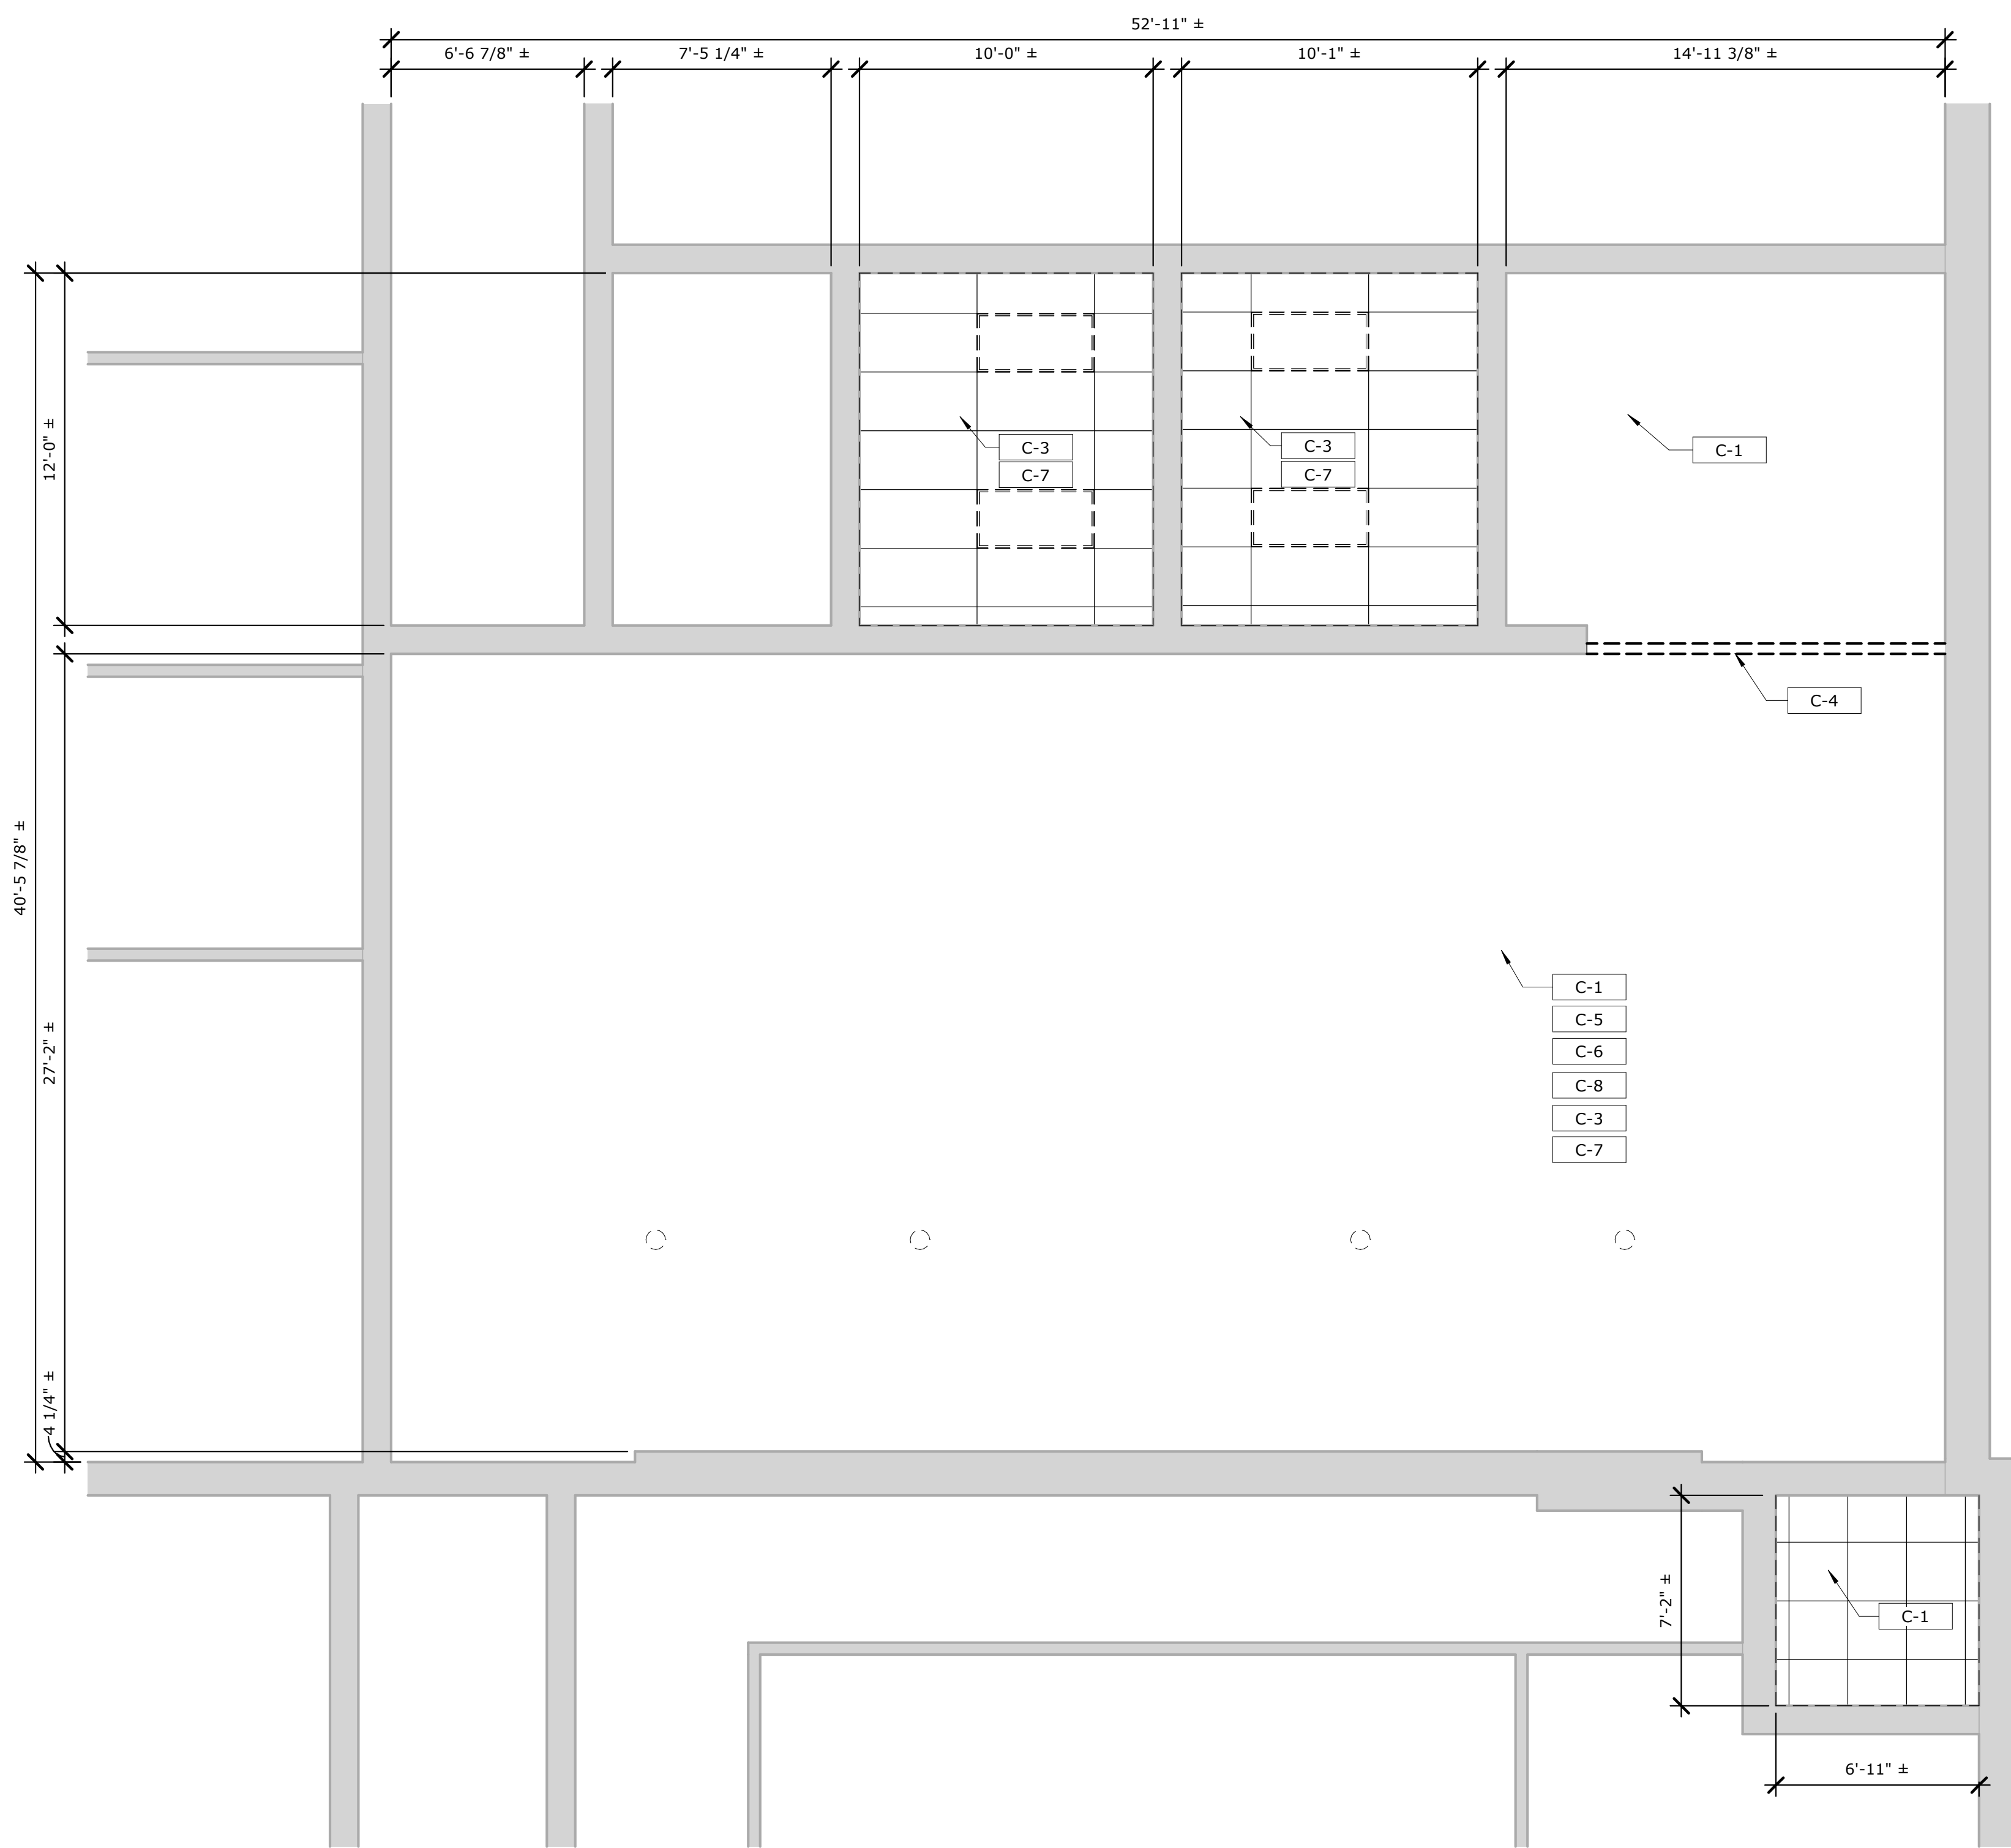 52'-11" ±
6'-6 7/8" ±
7'-5 1/4" ±
10'-0" ±
10'-1" ±
14'-11 3/8" ±
12'-0" ±
C-3
C-7
C-3
C-7
C-1
C-4
40'-5 7/8" ±
27'-2" ±
C-1
C-5
C-6
C-8
C-3
C-7
4 1/4" ±
7'-2" ±
C-1
6'-11" ±